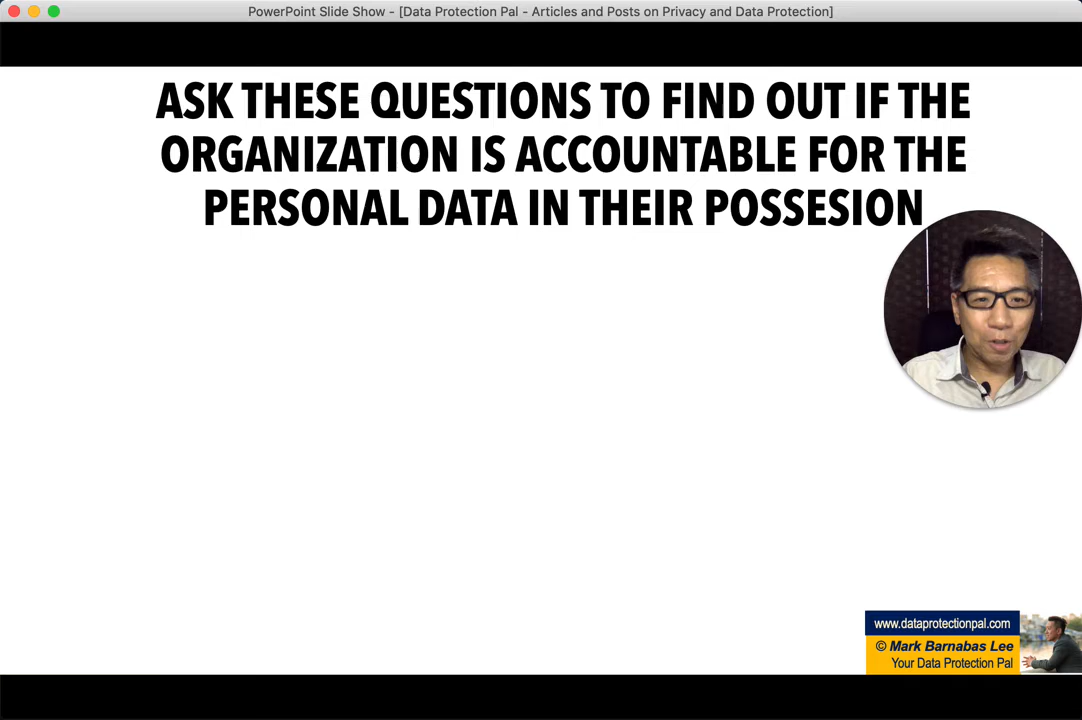 PowerPoint Slide Show - [Data Protection Pal - Articles and Posts on Privacy and Data Protection]
ASK THESE QUESTIONS TO FIND OUT IF THE
ORGANIZATION IS ACCOUNTABLE FOR THE
PERSONAL DATA IN THEIR POSSESION
www.dataprotectionpal.com
© Mark Barnabas Lee
Your Data Protection Pal